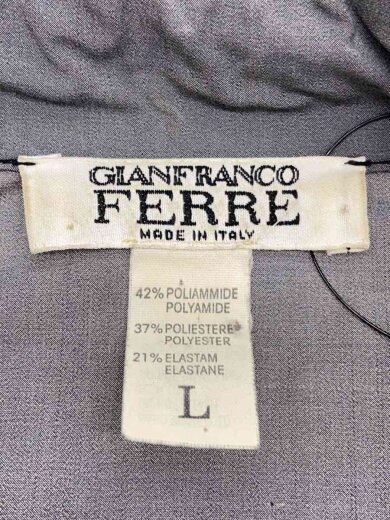 GIANFRANCO
FERRE
MADE IN ITALY
42% POLIAMMIDE
POLYAMIDE
37% POLIESTERE
POLYESTER
21% ELASTAM
ELASTANE
L